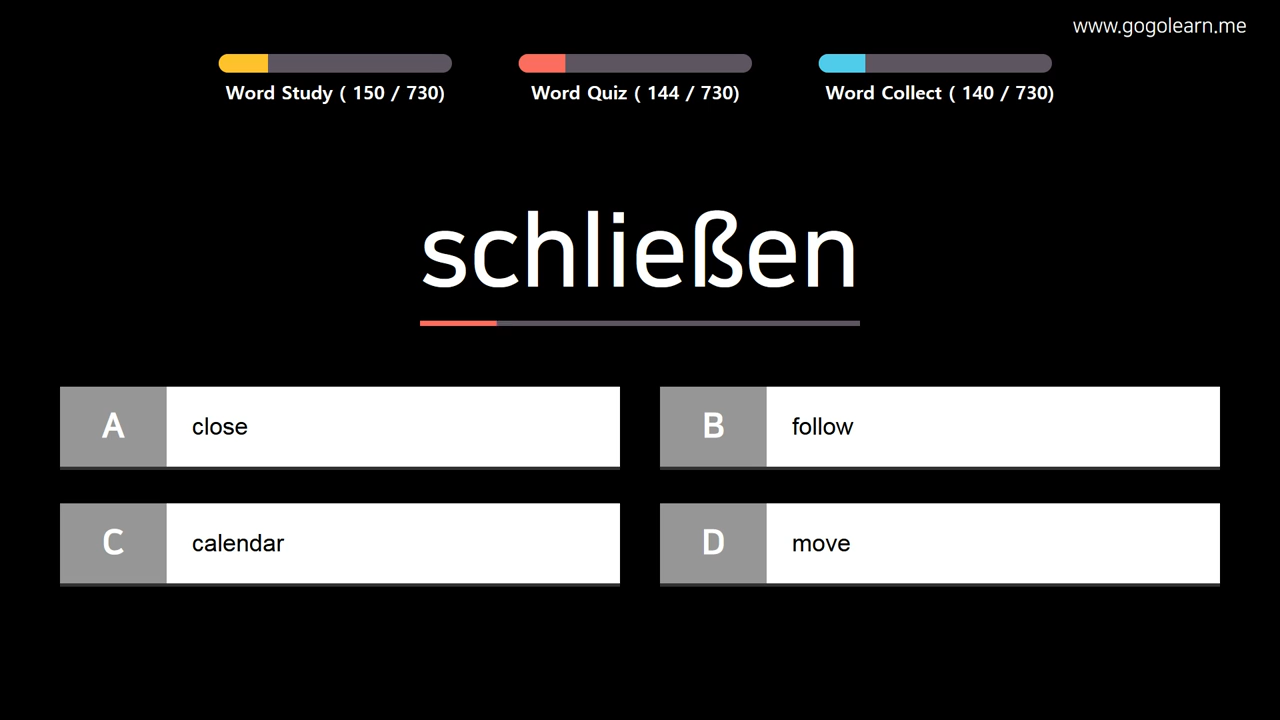 www.gogolearn.me
Word Study ( 150 / 730)
Word Quiz ( 144 / 730)
Word Collect ( 140 / 730)
schließen
A close
B follow
C calendar
D move